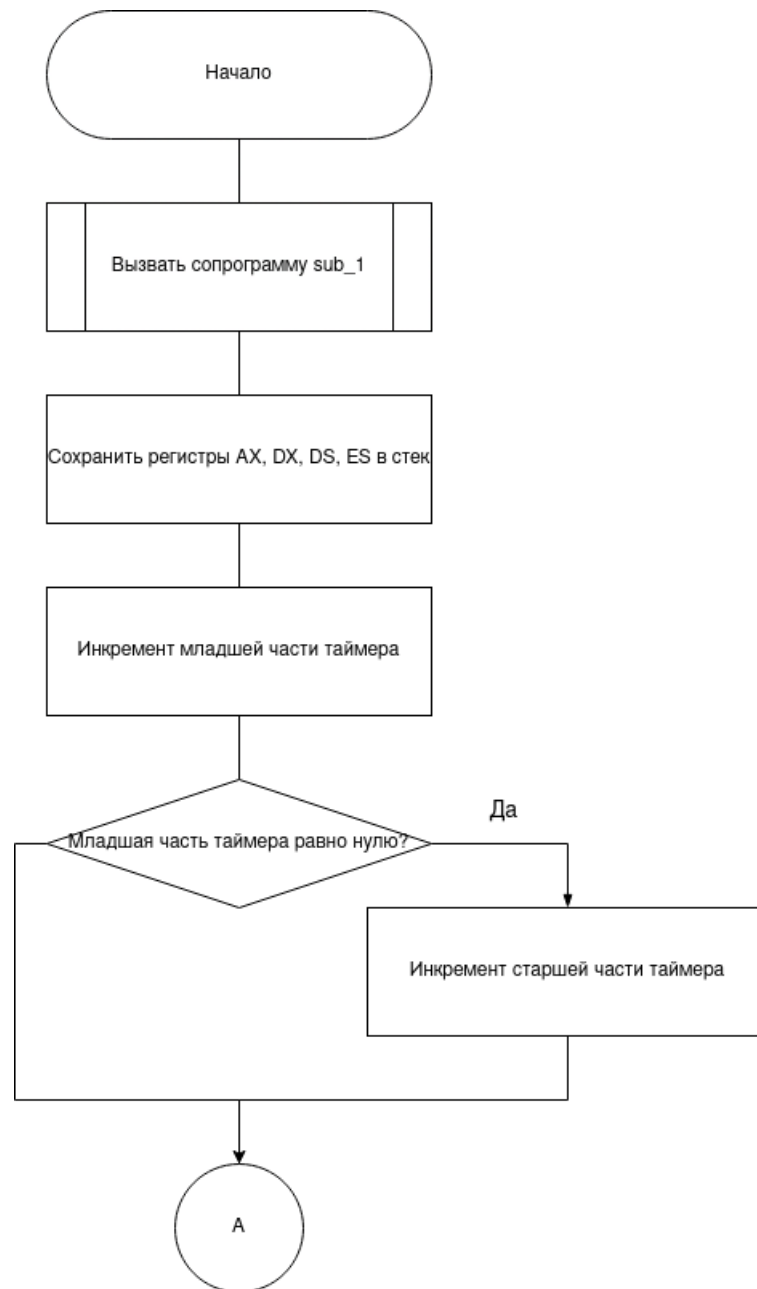 Начало
Вызвать сопрограмму sub_1
Сохранить регистры AX, DX, DS, ES в стек
Инкремент младшей части таймера
Младшая часть таймера равно нулю?
Да
Инкремент старшей части таймера
А